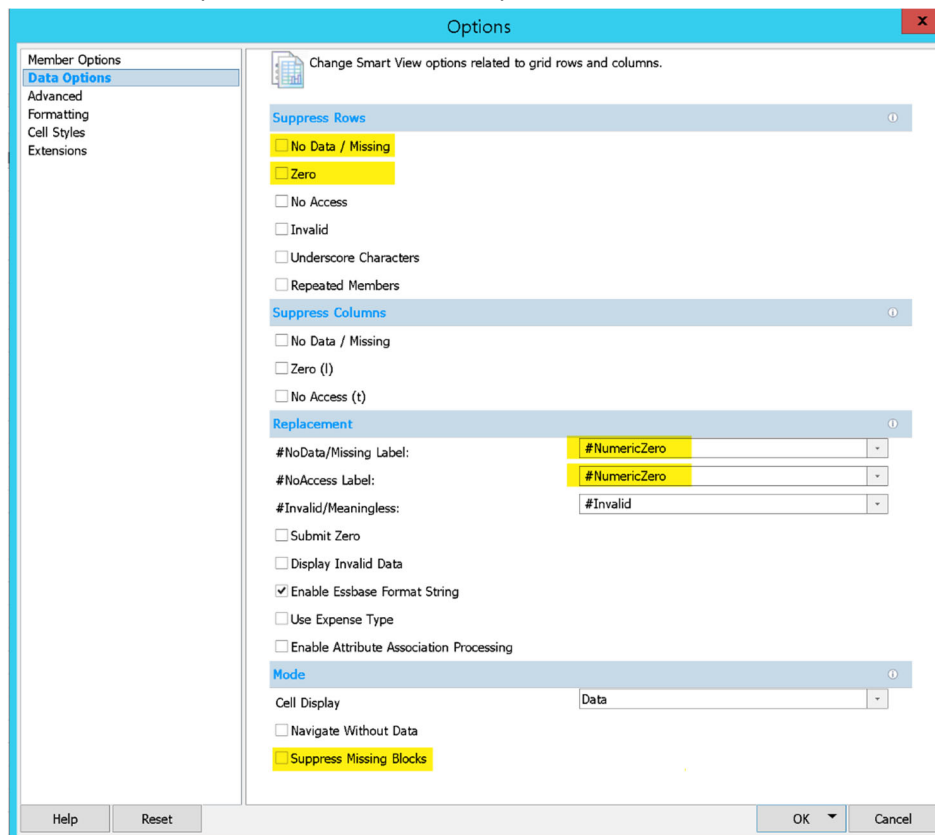 Options
x
Member Options
Data Options
Advanced
Formatting
Cell Styles
Extensions
Change Smart View options related to grid rows and columns.
Suppress Rows
No Data / Missing
Zero
No Access
Invalid
Underscore Characters
Repeated Members
Suppress Columns
No Data / Missing
Zero (l)
No Access (t)
Replacement
#NoData/Missing Label: #NumericZero
#NoAccess Label: #NumericZero
#Invalid/Meaningless: #Invalid
Submit Zero
Display Invalid Data
Enable Essbase Format String
Use Expense Type
Enable Attribute Association Processing
Mode
Cell Display Data
Navigate Without Data
Suppress Missing Blocks
Help Reset OK Cancel